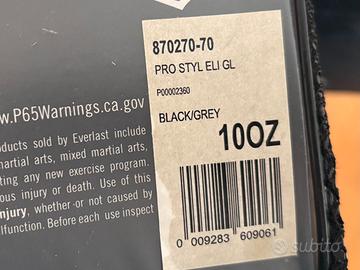 870270-70
PRO STYL ELI GL
P00002360
BLACK/GREY
10OZ
0 009283 609061
w.P65Warnings.ca.gov
oducts sold by Everlast include
martial arts, mixed martial arts,
ting any new exercise program.
ous injury or death. Use of this
njury, whether or not caused by
lfunction. Before each use inspect
subito